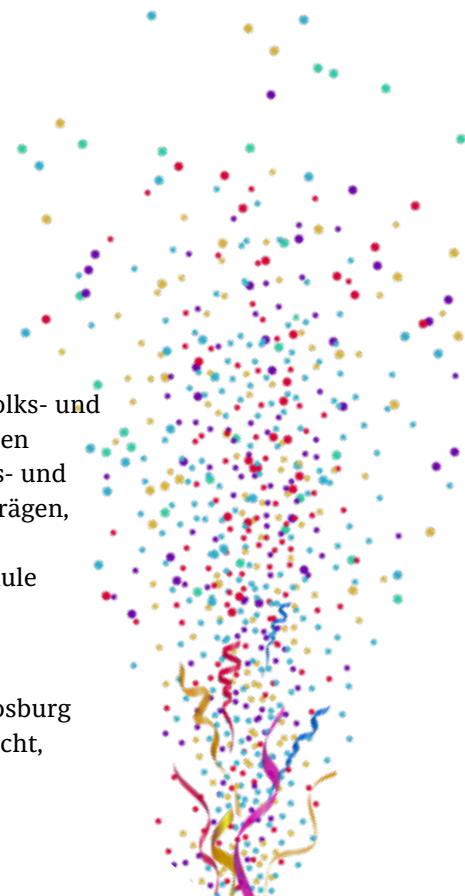 olks- und
en
s- und
rägen,
ule
osburg
cht,